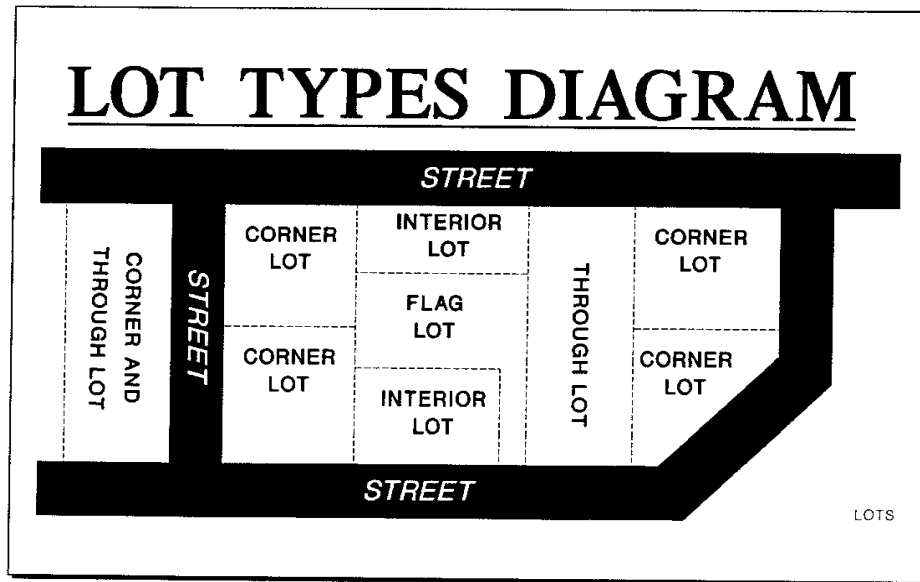 LOT TYPES DIAGRAM
STREET
CORNER AND
THROUGH LOT
STREET
CORNER
LOT
CORNER
LOT
INTERIOR
LOT
FLAG
LOT
INTERIOR
LOT
THROUGH LOT
CORNER
LOT
CORNER
LOT
STREET
LOTS